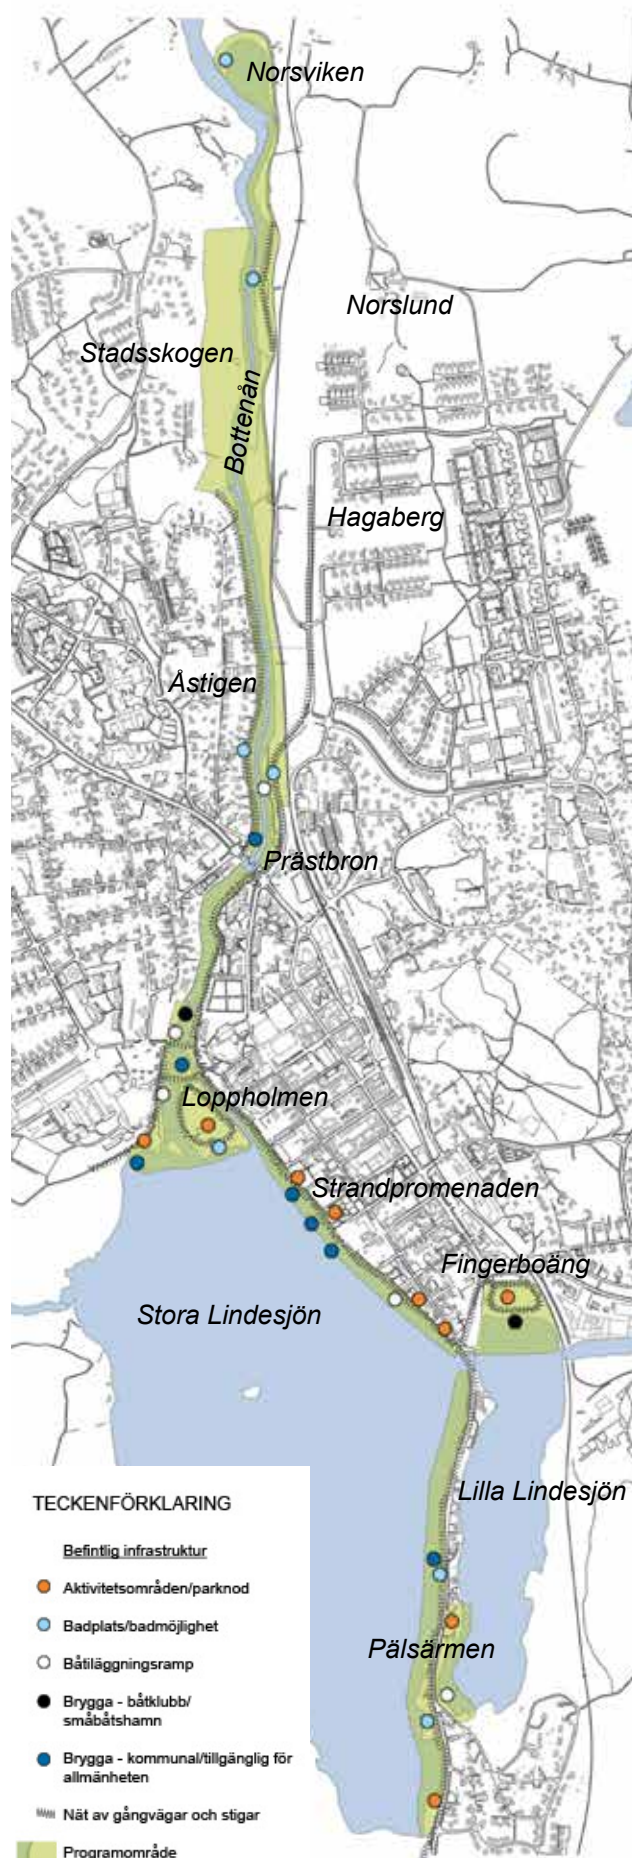 Norsviken
Norslund
Stadsskogen
Bottenån
Hagaberg
Åstigen
Prästbron
Loppholmen
Strandpromenaden
Fingerboäng
Stora Lindesjön
Lilla Lindesjön
Pälsärmen
TECKENFÖRKLARING
Befintlig infrastruktur
Aktivitetsområden/parknod
Badplats/badmöjlighet
Båtiläggningsramp
Brygga - båtklubb/
småbåtshamn
Brygga - kommunal/tillgänglig för
allmänheten
Nät av gångvägar och stigar
Programområde